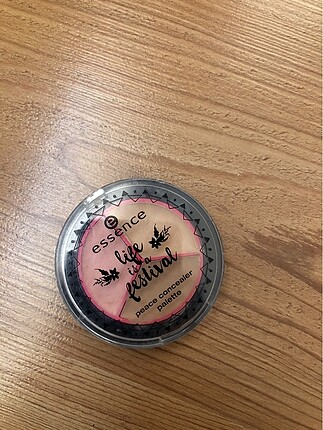 e
essence
life
is a
festival
peace concealer
palette